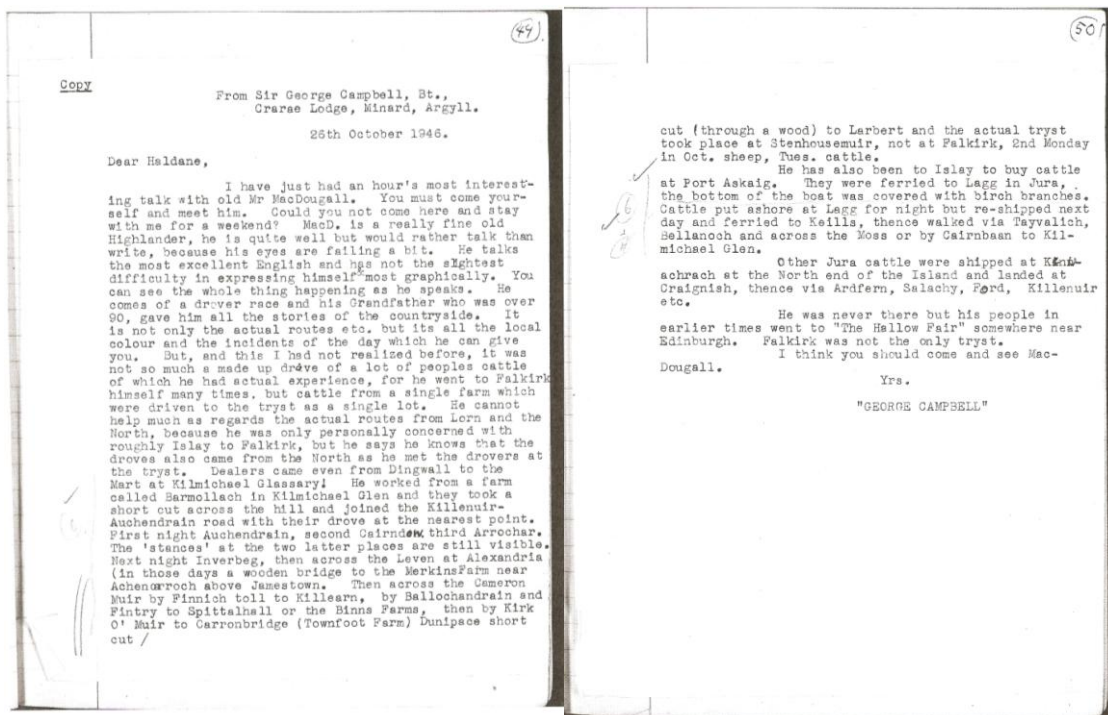 49
Copy
From Sir George Campbell, Bt.,
Crarae Lodge, Minard, Argyll.
26th October 1946.
Dear Haldane,
I have just had an hour's most interest-
ing talk with old Mr MacDougall. You must come your-
self and meet him. Could you not come here and stay
with me for a weekend? MacD. is a really fine old
Highlander, he is quite well but would rather talk than
write, because his eyes are failing a bit. He talks
the most excellent English and has not the slightest
difficulty in expressing himself most graphically. You
can see the whole thing happening as he speaks. He
comes of a drover race and his Grandfather who was over
90, gave him all the stories of the countryside. It
is not only the actual routes etc. but its all the local
colour and the incidents of the day which he can give
you. But, and this I had not realized before, it was
not so much a made up drove of a lot of peoples cattle
of which he had actual experience, for he went to Falkirk
himself many times, but cattle from a single farm which
were driven to the tryst as a single lot. He cannot
help much as regards the actual routes from Lorn and the
North, because he was only personally concerned with
roughly Islay to Falkirk, but he says he knows that the
droves also came from the North as he met the drovers at
the tryst. Dealers came even from Dingwall to the
Mart at Kilmichael Glassary! He worked from a farm
called Barmollach in Kilmichael Glen and they took a
short cut across the hill and joined the Killenuir-
Auchendrain road with their drove at the nearest point.
First night Auchendrain, second Cairndow, third Arrochar.
The 'stances' at the two latter places are still visible.
Next night Inverbeg, then across the Leven at Alexandria
(in those days a wooden bridge to the MerkinsFarm near
Achenorroch above Jamestown. Then across the Cameron
Muir by Finnich toll to Killearn, by Ballochandrain and
Fintry to Spittalhall or the Binns Farms, then by Kirk
O' Muir to Carronbridge (Townfoot Farm) Dunipace short
cut /
50
cut (through a wood) to Larbert and the actual tryst
took place at Stenhousemuir, not at Falkirk, 2nd Monday
in Oct. sheep, Tues. cattle.
He has also been to Islay to buy cattle
at Port Askaig. They were ferried to Lagg in Jura,
the bottom of the boat was covered with birch branches.
Cattle put ashore at Lagg for night but re-shipped next
day and ferried to Keills, thence walked via Tayvalich,
Bellanoch and across the Moss or by Cairnbaan to Kil-
michael Glen.
Other Jura cattle were shipped at
achrach at the North end of the Island and landed at
Craignish, thence via Ardfern, Salachy, Ford, Killenuir
etc.
He was never there but his people in
earlier times went to "The Hallow Fair" somewhere near
Edinburgh. Falkirk was not the only tryst.
I think you should come and see Mac-
Dougall.
Yrs.
"GEORGE CAMPBELL"